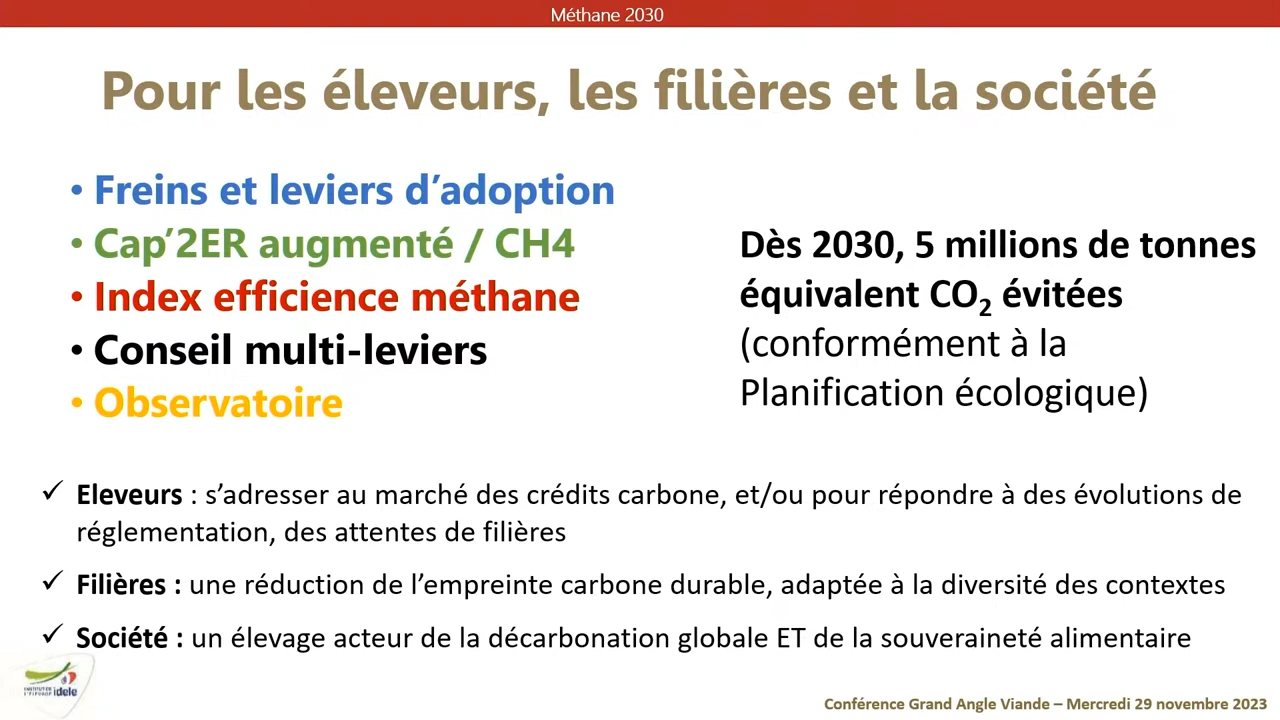 Méthane 2030
Pour les éleveurs, les filières et la société
• Freins et leviers d’adoption
• Cap’2ER augmenté / CH4
• Index efficience méthane
• Conseil multi-leviers
• Observatoire
Dès 2030, 5 millions de tonnes
équivalent CO₂ évitées
(conformément à la
Planification écologique)
✓ Eleveurs : s’adresser au marché des crédits carbone, et/ou pour répondre à des évolutions de
réglementation, des attentes de filières
✓ Filières : une réduction de l’empreinte carbone durable, adaptée à la diversité des contextes
✓ Société : un élevage acteur de la décarbonation globale ET de la souveraineté alimentaire
INSTITUT DE
L'ELEVAGE idele
Conférence Grand Angle Viande – Mercredi 29 novembre 2023